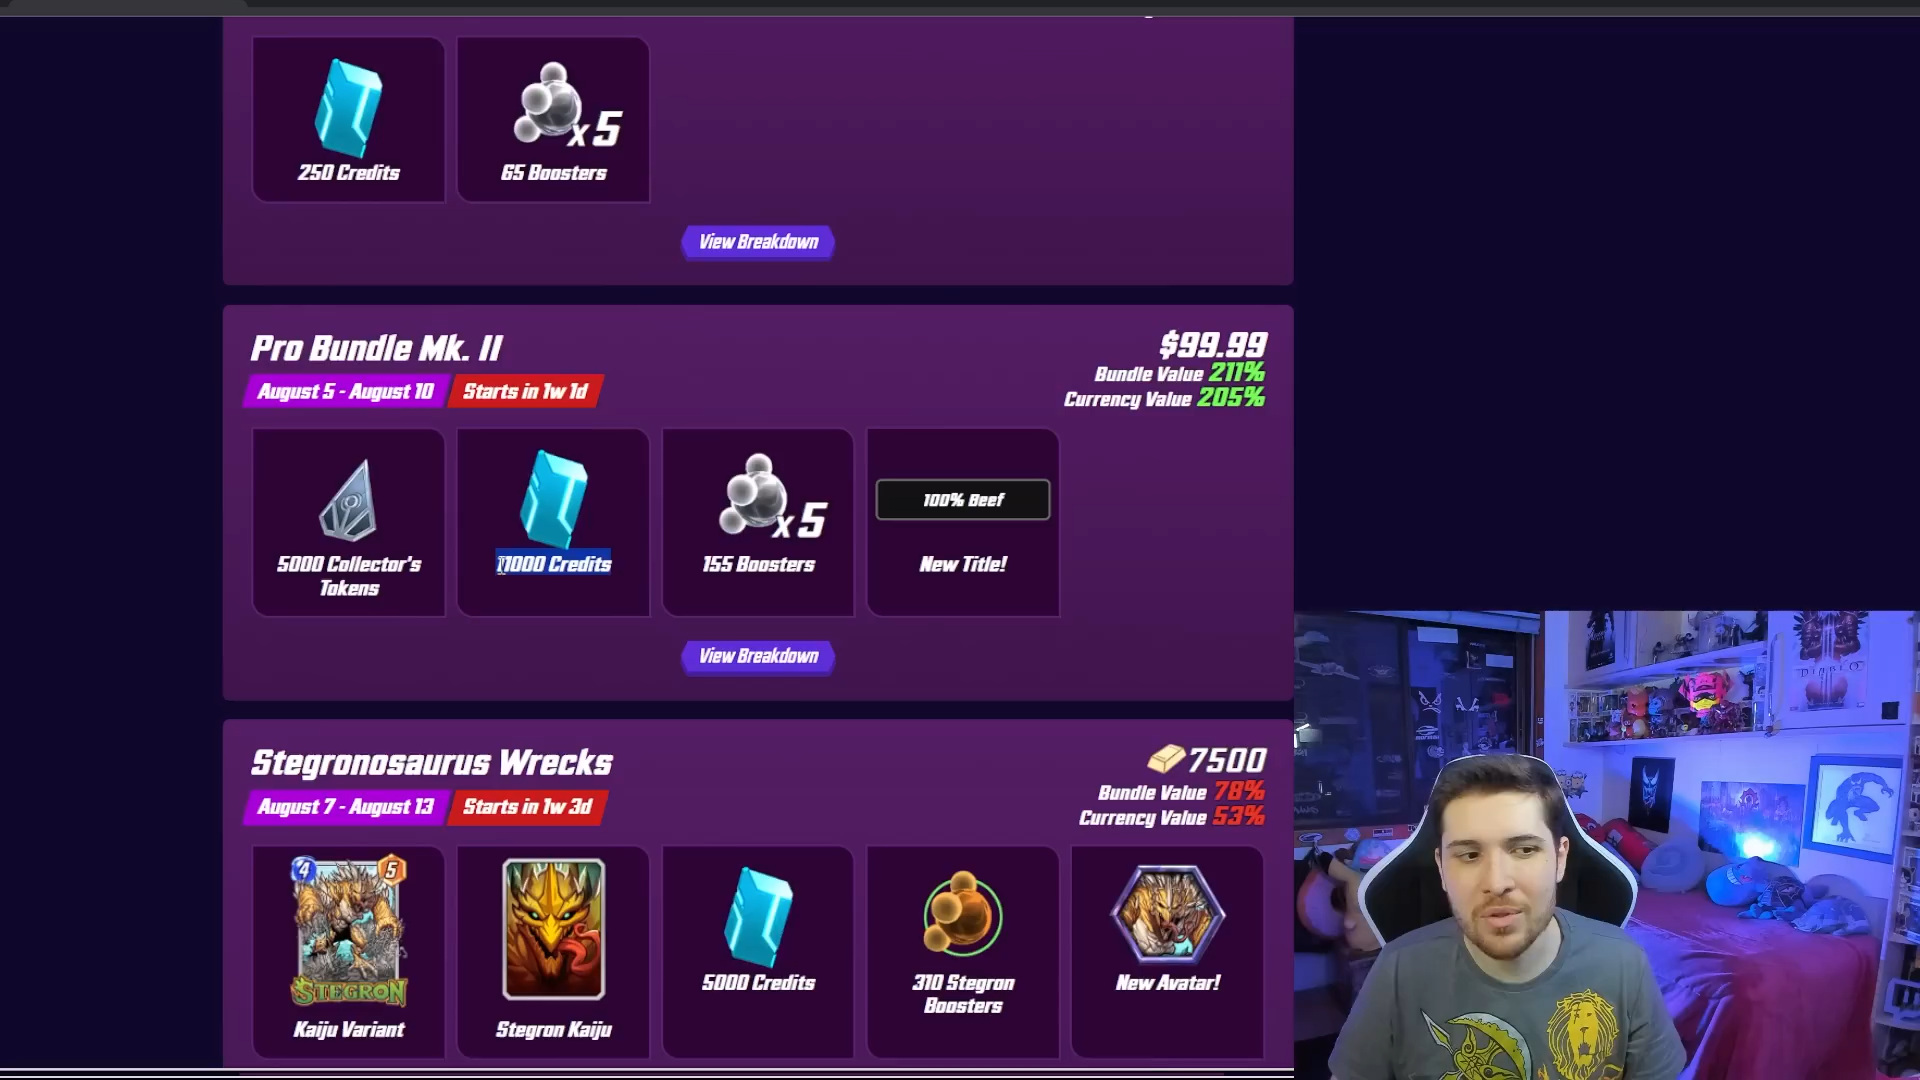 x 5
250 Credits
65 Boosters
View Breakdown
Pro Bundle Mk. II
$99.99
Bundle Value 211%
August 5 - August 10
Starts in 1w 1d
Currency Value 205%
x 5
100% Beef
5000 Collector's
Tokens
11000 Credits
155 Boosters
New Title!
View Breakdown
Stegronosaurus Wrecks
7500
Bundle Value 78%
August 7 - August 13
Starts in 1w 3d
Currency Value 53%
4
5
STEGRON
5000 Credits
310 Stegron
Boosters
New Avatar!
Kaiju Variant
Stegron Kaiju
DIABLO